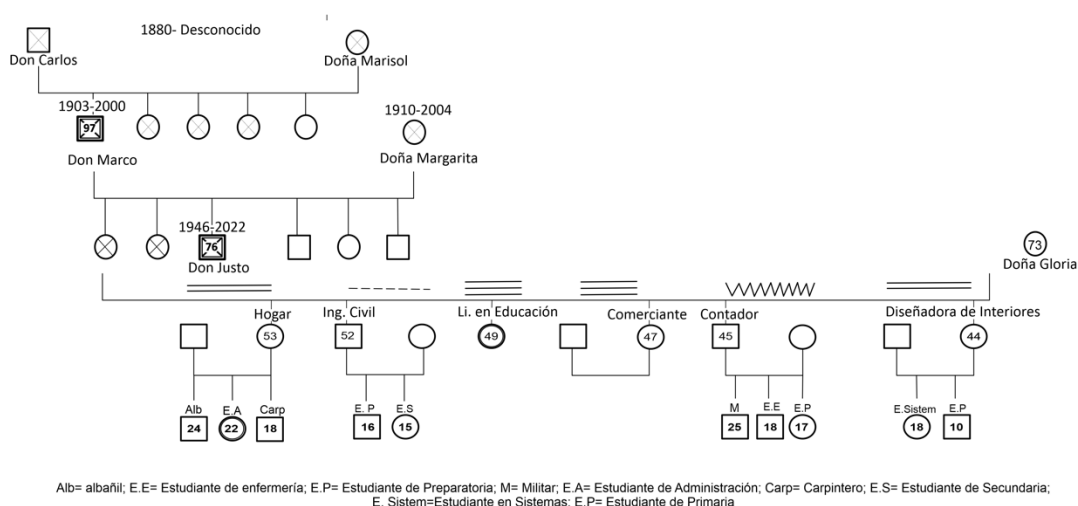 1880- Desconocido
Don Carlos
Doña Marisol
1903-2000
1910-2004
97
Don Marco
Doña Margarita
1946-2022
76
73
Don Justo
Doña Gloria
Hogar
Ing. Civil
Li. en Educación
Comerciante
Contador
Diseñadora de Interiores
53
52
49
47
45
44
Alb
E.A
Carp
E. P
E.S
M
E.E
E.P
E.Sistem
E.P
24
22
18
16
15
25
18
17
18
10
Alb= albañil; E.E= Estudiante de enfermería; E.P= Estudiante de Preparatoria; M= Militar; E.A= Estudiante de Administración; Carp= Carpintero; E.S= Estudiante de Secundaria;
E. Sistem=Estudiante en Sistemas; E.P= Estudiante de Primaria